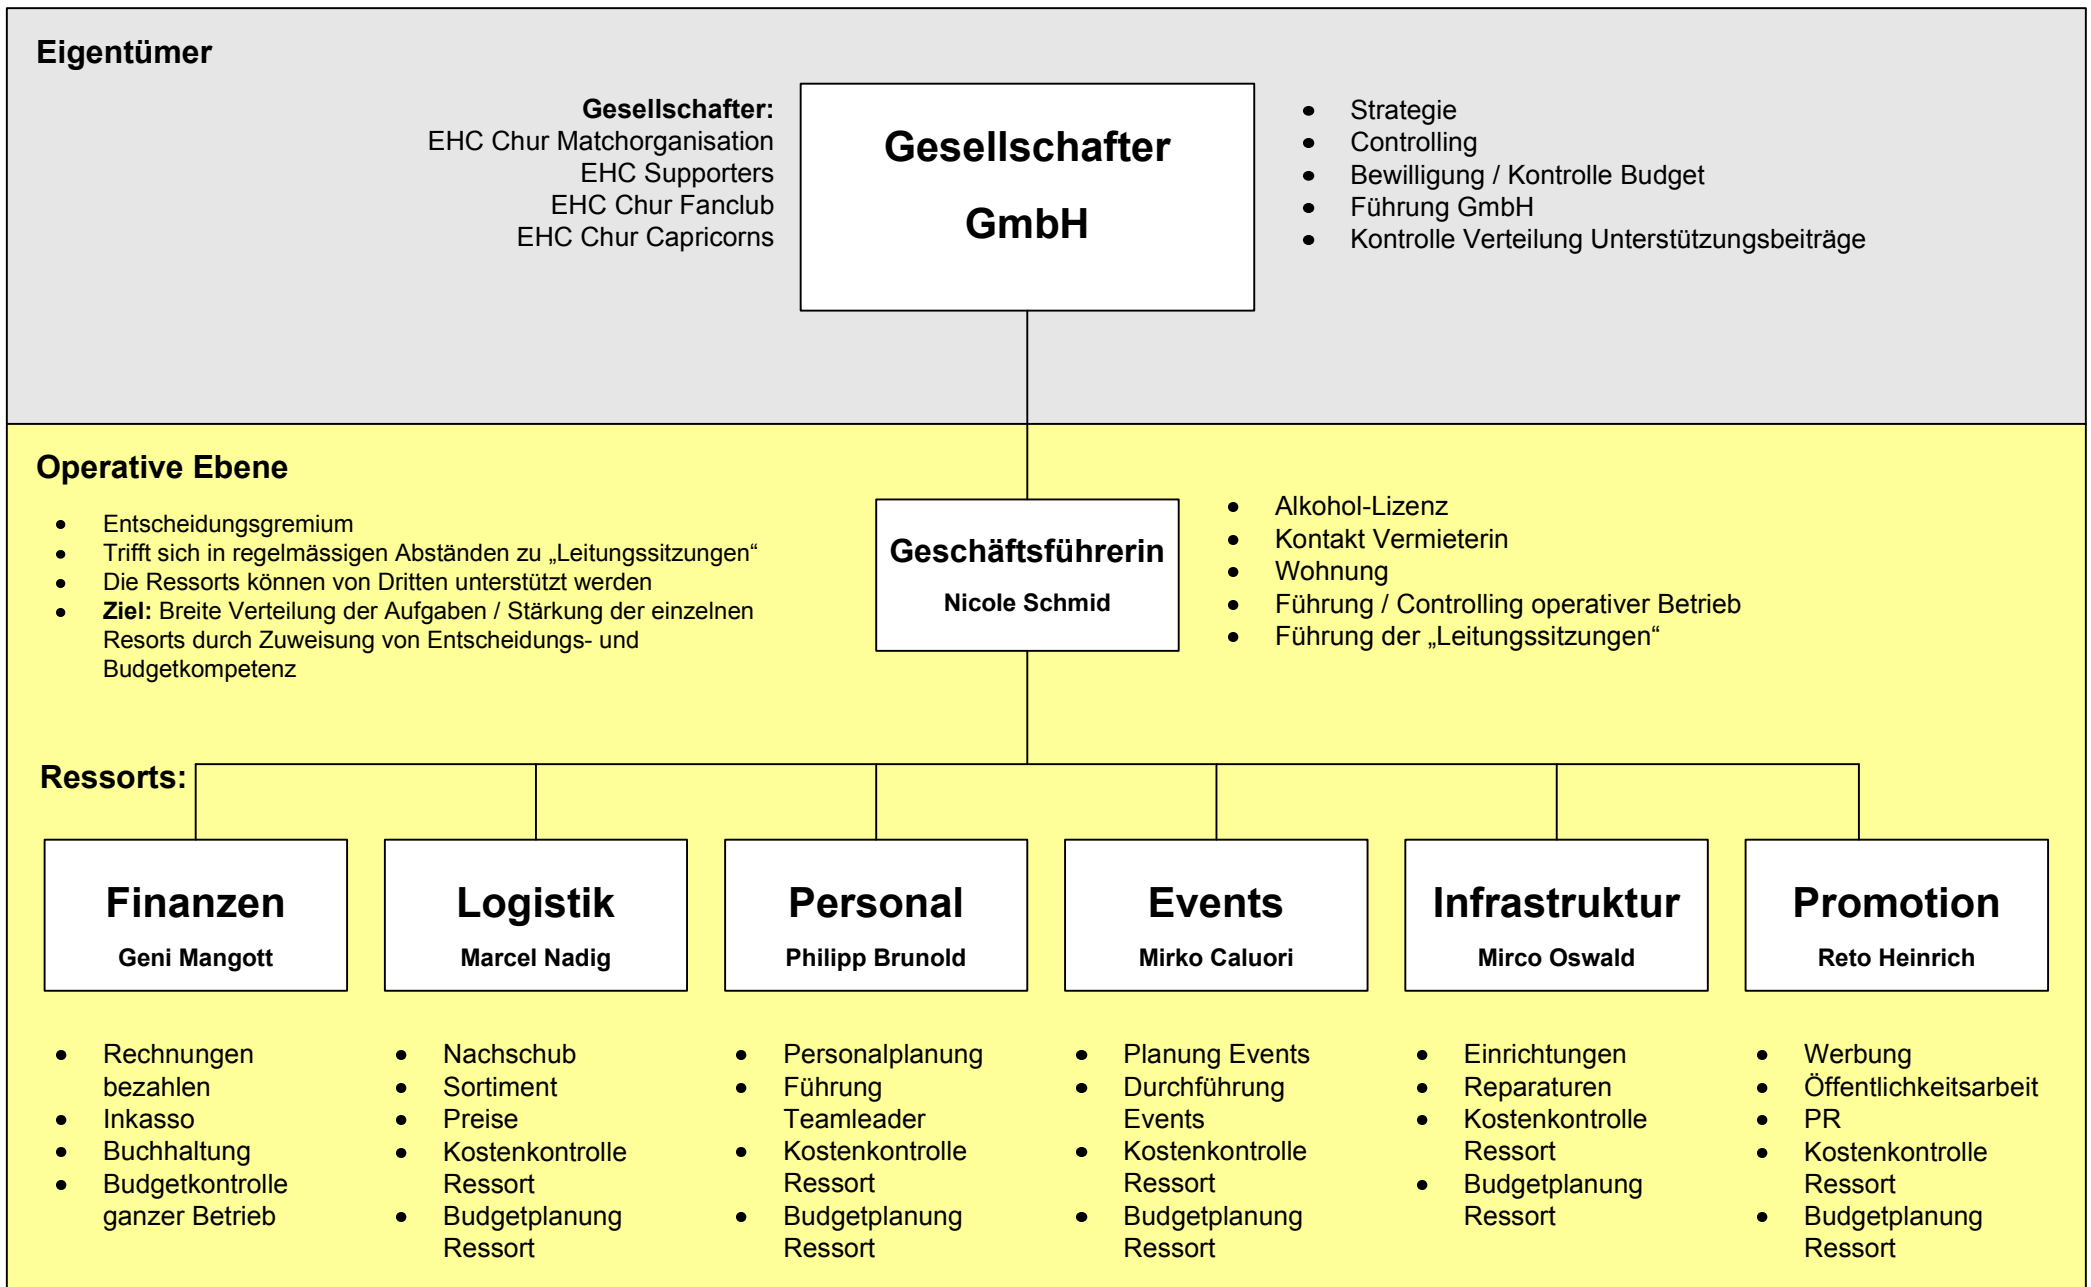 Eigentümer
Gesellschafter:
EHC Chur Matchorganisation
EHC Supporters
EHC Chur Fanclub
EHC Chur Capricorns
Gesellschafter
GmbH
• Strategie
• Controlling
• Bewilligung / Kontrolle Budget
• Führung GmbH
• Kontrolle Verteilung Unterstützungsbeiträge
Operative Ebene
• Entscheidungsgremium
• Trifft sich in regelmässigen Abständen zu „Leitungssitzungen“
• Die Ressorts können von Dritten unterstützt werden
• Ziel: Breite Verteilung der Aufgaben / Stärkung der einzelnen
Resorts durch Zuweisung von Entscheidungs- und
Budgetkompetenz
Geschäftsführerin
Nicole Schmid
• Alkohol-Lizenz
• Kontakt Vermieterin
• Wohnung
• Führung / Controlling operativer Betrieb
• Führung der „Leitungssitzungen“
Ressorts:
Finanzen
Geni Mangott
• Rechnungen
bezahlen
• Inkasso
• Buchhaltung
• Budgetkontrolle
ganzer Betrieb
Logistik
Marcel Nadig
• Nachschub
• Sortiment
• Preise
• Kostenkontrolle
Ressort
• Budgetplanung
Ressort
Personal
Philipp Brunold
• Personalplanung
• Führung
Teamleader
• Kostenkontrolle
Ressort
• Budgetplanung
Ressort
Events
Mirko Caluori
• Planung Events
• Durchführung
Events
• Kostenkontrolle
Ressort
• Budgetplanung
Ressort
Infrastruktur
Mirco Oswald
• Einrichtungen
• Reparaturen
• Kostenkontrolle
Ressort
• Budgetplanung
Ressort
Promotion
Reto Heinrich
• Werbung
• Öffentlichkeitsarbeit
• PR
• Kostenkontrolle
Ressort
• Budgetplanung
Ressort